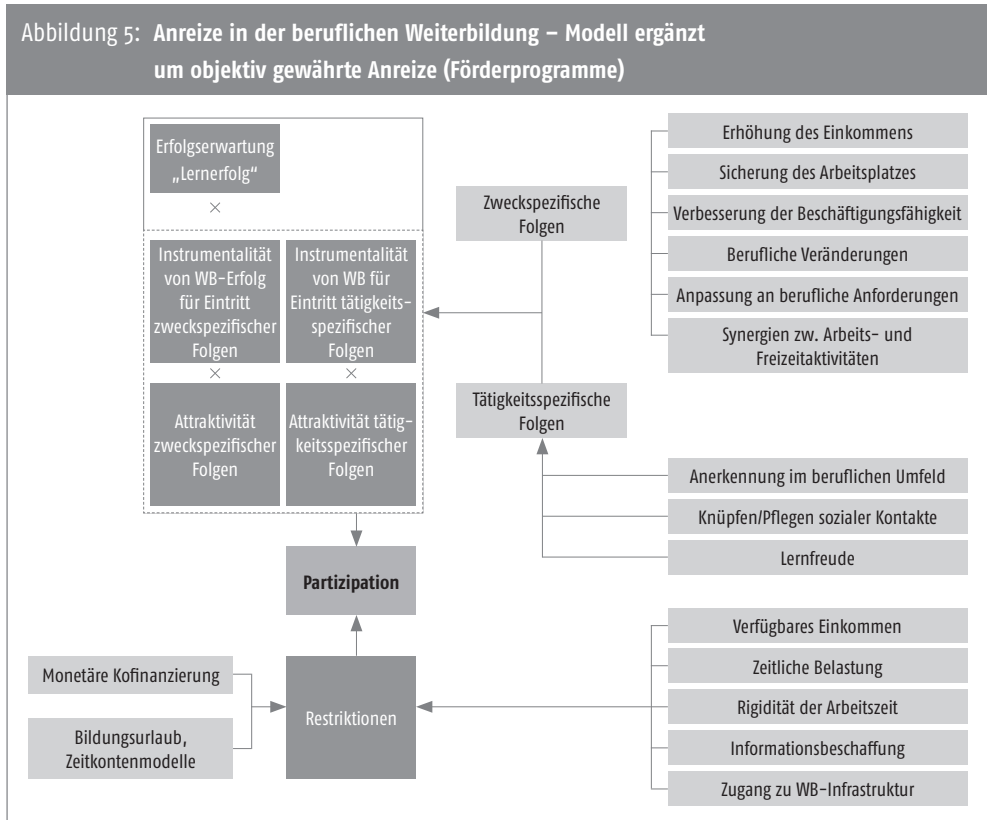 Abbildung 5: Anreize in der beruflichen Weiterbildung – Modell ergänzt
um objektiv gewährte Anreize (Förderprogramme)
Erfolgserwartung
„Lernerfolg“
×
Instrumentalität
von WB-Erfolg
für Eintritt
zweckspezifischer
Folgen
×
Attraktivität
zweckspezifischer
Folgen
Instrumentalität
von WB für
Eintritt tätigkeits-
spezifischer
Folgen
×
Attraktivität tätig-
keitsspezifischer
Folgen
Zweckspezifische
Folgen
Tätigkeitsspezifische
Folgen
Erhöhung des Einkommens
Sicherung des Arbeitsplatzes
Verbesserung der Beschäftigungsfähigkeit
Berufliche Veränderungen
Anpassung an berufliche Anforderungen
Synergien zw. Arbeits- und
Freizeitaktivitäten
Anerkennung im beruflichen Umfeld
Knüpfen/Pflegen sozialer Kontakte
Lernfreude
Partizipation
Monetäre Kofinanzierung
Bildungsurlaub,
Zeitkontenmodelle
Restriktionen
Verfügbares Einkommen
Zeitliche Belastung
Rigidität der Arbeitszeit
Informationsbeschaffung
Zugang zu WB-Infrastruktur